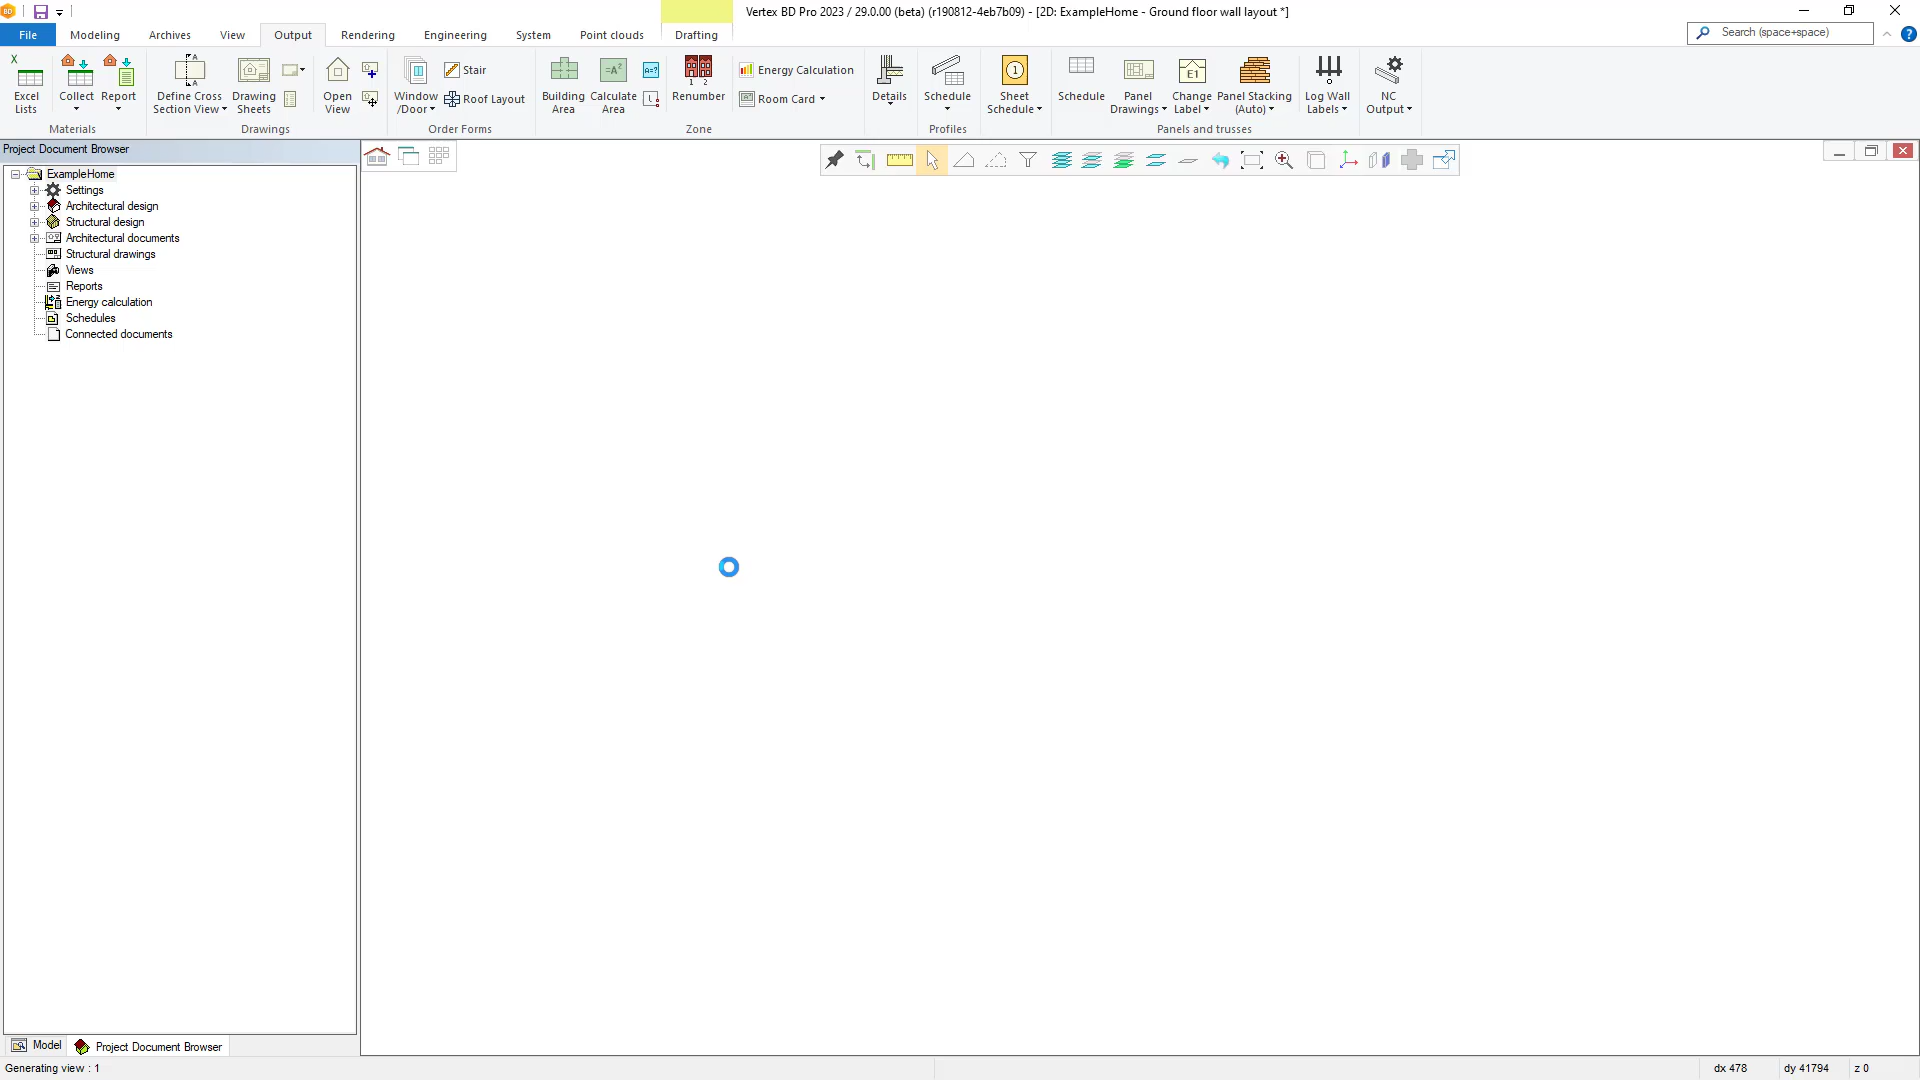 BD
Vertex BD Pro 2023 / 29.0.00 (beta) (r190812-4eb7b09) - [2D: ExampleHome - Ground floor wall layout *]
File
Modeling
Archives
View
Output
Rendering
Engineering
System
Point clouds
Drafting
Search (space+space)
Excel Lists
Collect
Report
Materials
Define Cross Section View
Drawing Sheets
Drawings
Open View
Window /Door
Stair
Roof Layout
Order Forms
Building Area
Calculate Area
Renumber
Energy Calculation
Room Card
Zone
Details
Schedule
Profiles
Sheet Schedule
Schedule
Panel Drawings
Change Label
Panel Stacking (Auto)
Panels and trusses
Log Wall Labels
NC Output
Project Document Browser
ExampleHome
Settings
Architectural design
Structural design
Architectural documents
Structural drawings
Views
Reports
Energy calculation
Schedules
Connected documents
Model
Project Document Browser
Generating view : 1
dx 478
dy 41794
z 0